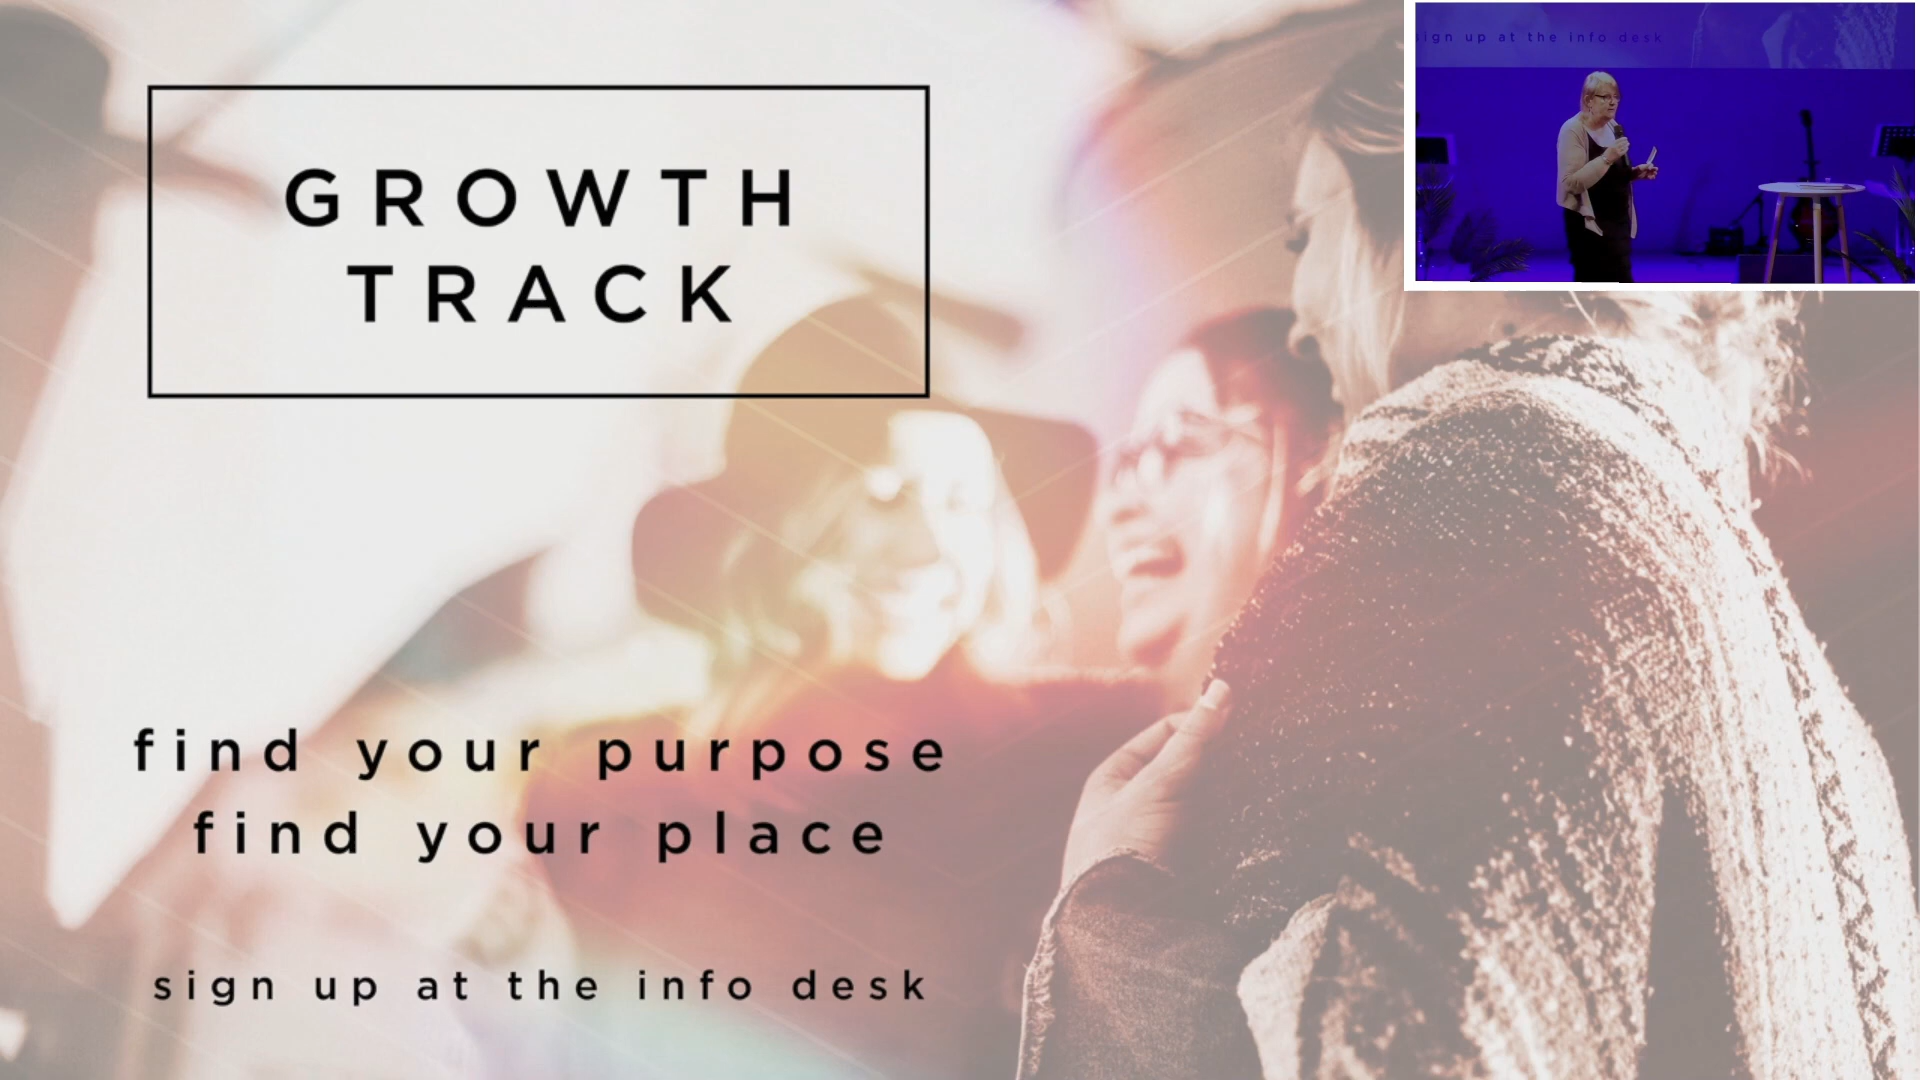 GROWTH
TRACK
find your purpose
find your place
sign up at the info desk
sign up at the info desk